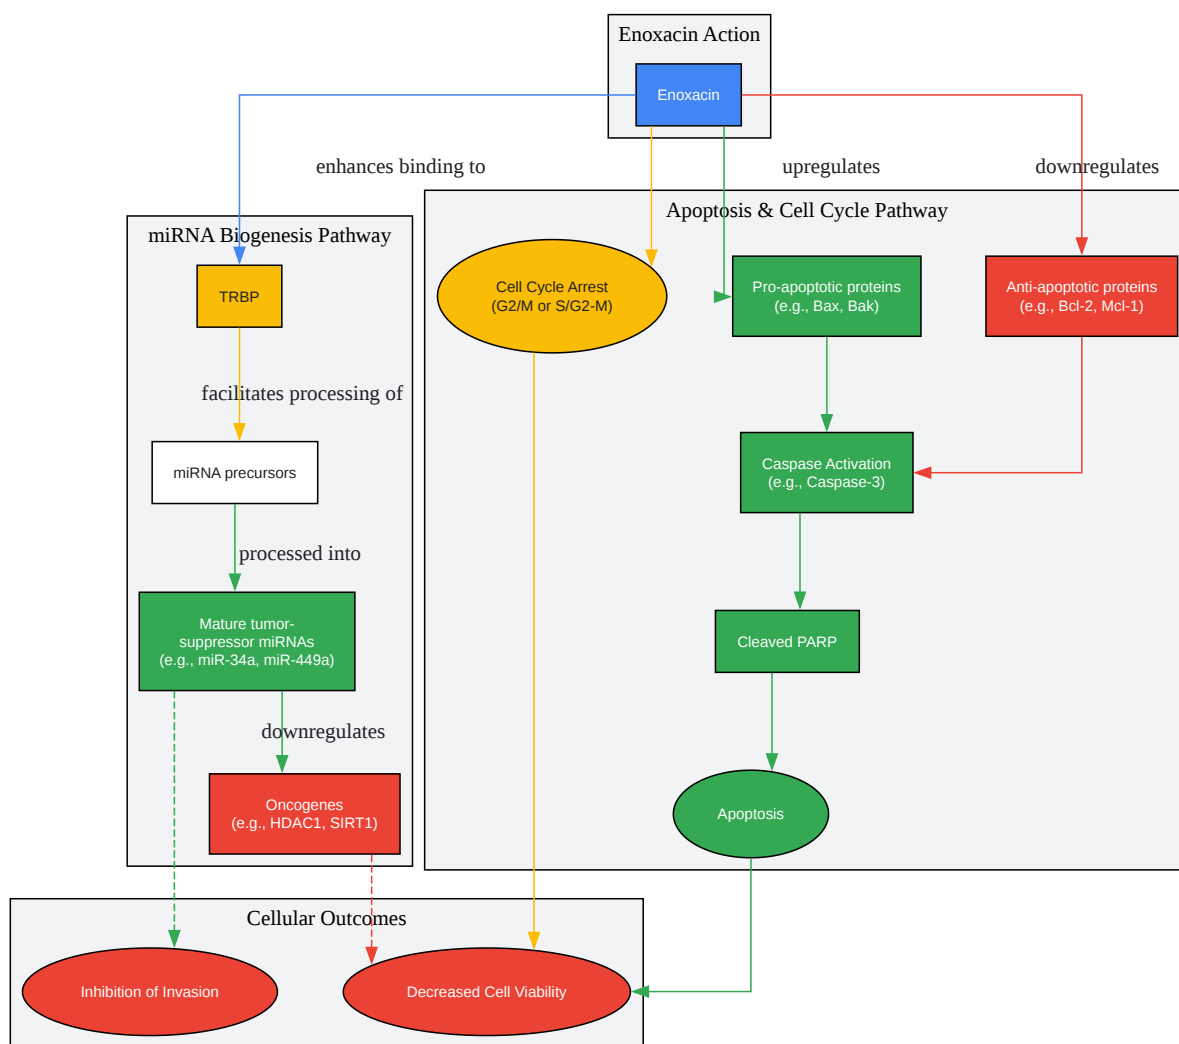 Enoxacin Action
Enoxacin
enhances binding to
upregulates
downregulates
miRNA Biogenesis Pathway
TRBP
facilitates processing of
miRNA precursors
processed into
Mature tumor-
suppressor miRNAs
(e.g., miR-34a, miR-449a)
downregulates
Oncogenes
(e.g., HDAC1, SIRT1)
Apoptosis & Cell Cycle Pathway
Cell Cycle Arrest
(G2/M or S/G2-M)
Pro-apoptotic proteins
(e.g., Bax, Bak)
Anti-apoptotic proteins
(e.g., Bcl-2, Mcl-1)
Caspase Activation
(e.g., Caspase-3)
Cleaved PARP
Apoptosis
Cellular Outcomes
Inhibition of Invasion
Decreased Cell Viability